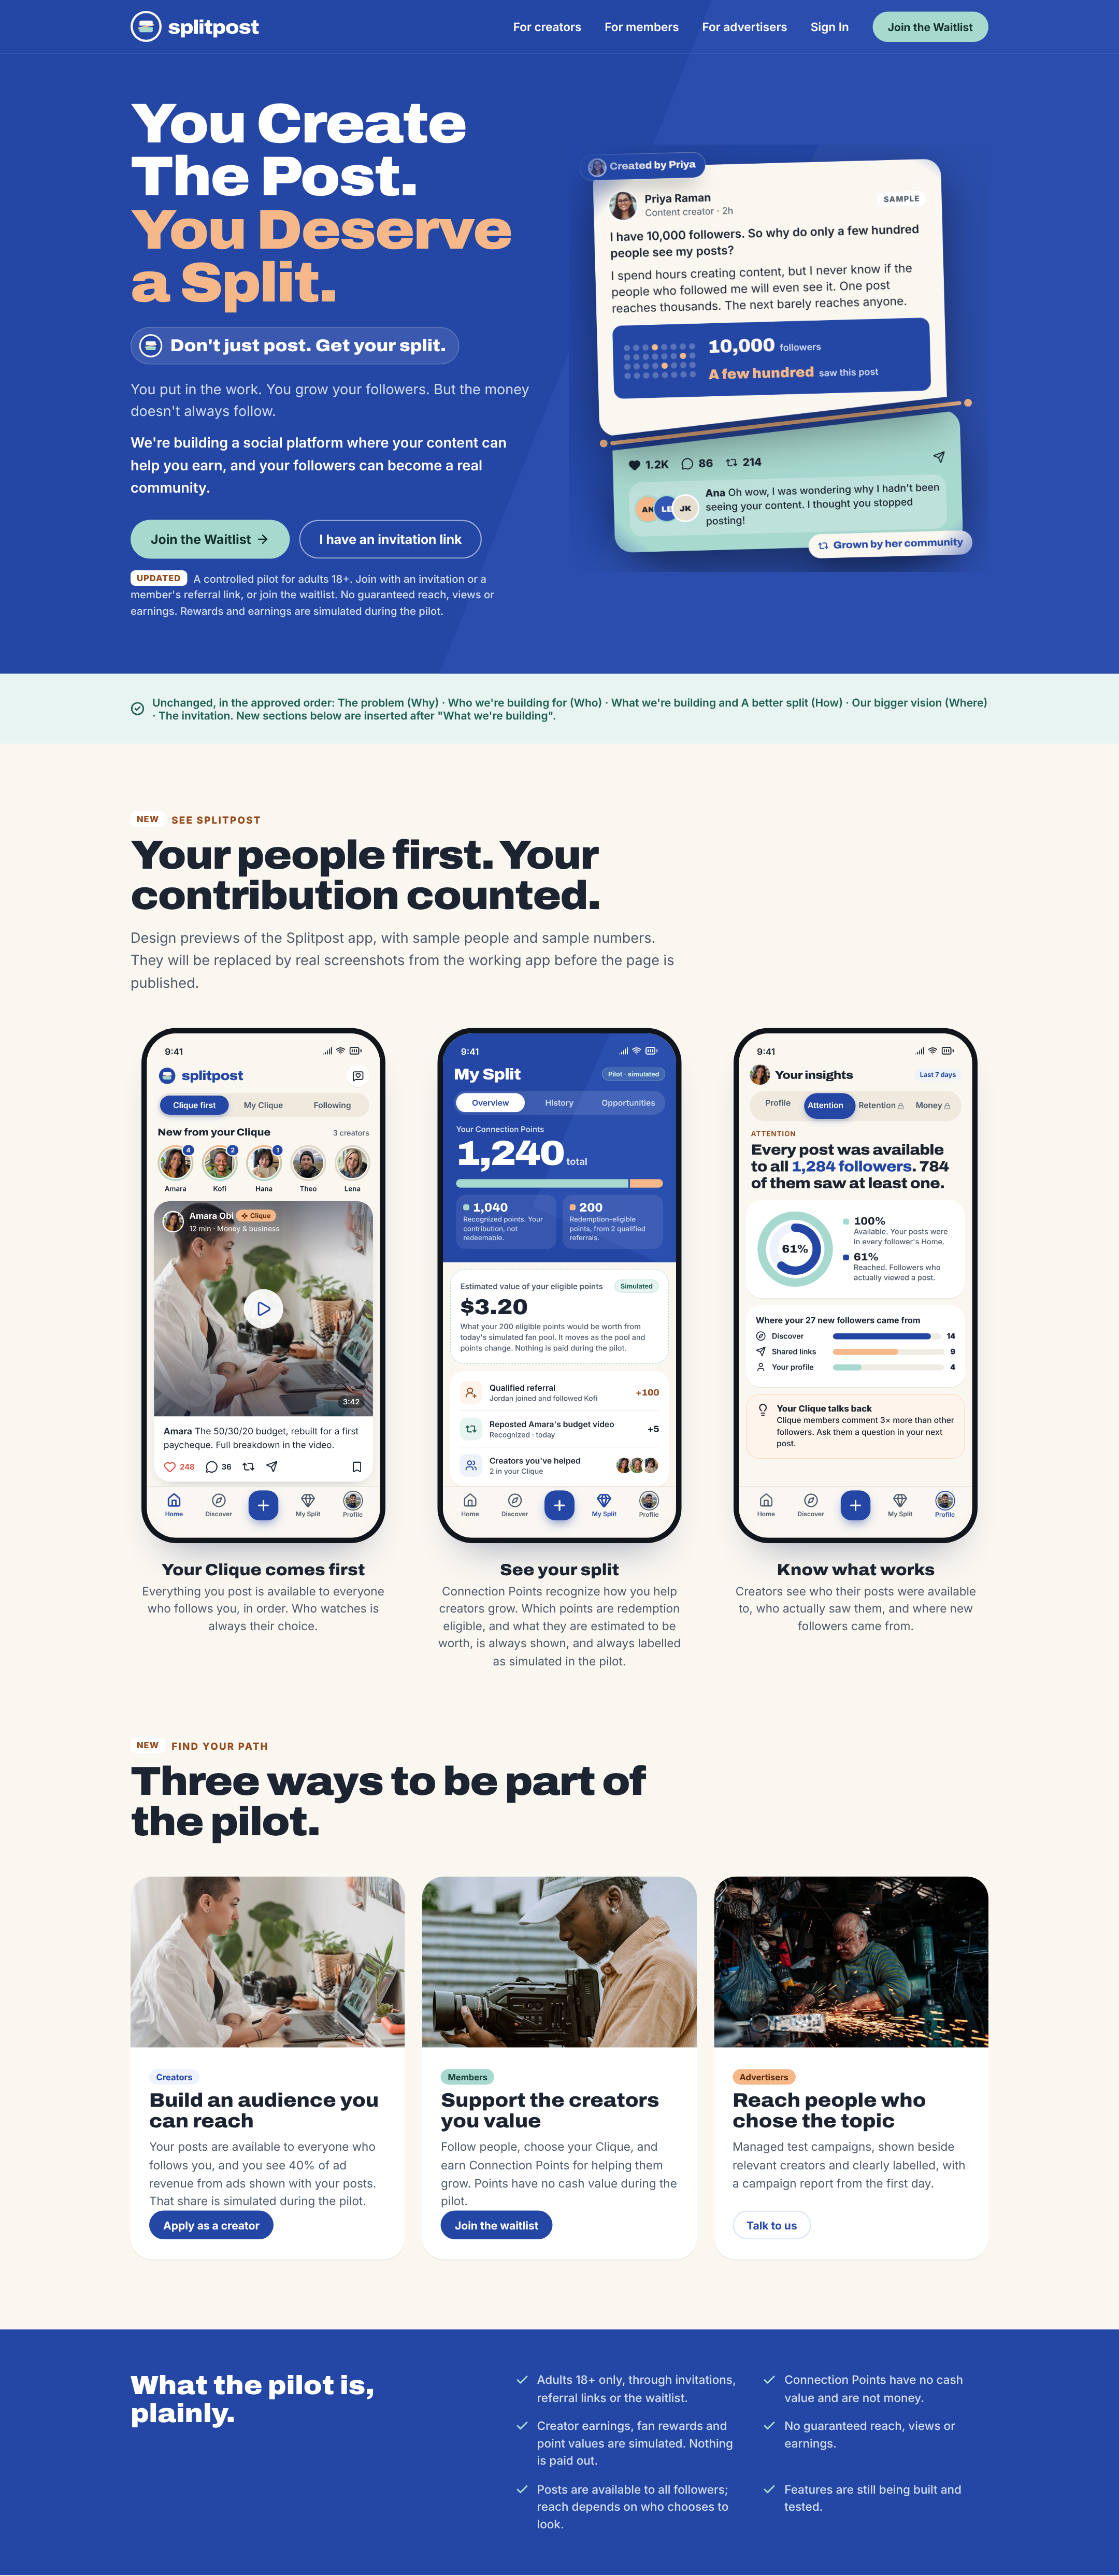 splitpost
For creators
For members
For advertisers
Sign In
Join the Waitlist
You Create
The Post.
You Deserve
a Split.
Don't just post. Get your split.
You put in the work. You grow your followers. But the money
doesn't always follow.
We're building a social platform where your content can
help you earn, and your followers can become a real
community.
Join the Waitlist →
I have an invitation link
UPDATED A controlled pilot for adults 18+. Join with an invitation or a
member's referral link, or join the waitlist. No guaranteed reach, views or
earnings. Rewards and earnings are simulated during the pilot.
Created by Priya
Priya Raman
Content creator · 2h
SAMPLE
I have 10,000 followers. So why do only a few hundred
people see my posts?
I spend hours creating content, but I never know if the
people who followed me will even see it. One post
reaches thousands. The next barely reaches anyone.
10,000 followers
A few hundred saw this post
1.2K
86
214
AN
LE
JK
Ana Oh wow, I was wondering why I hadn't been
seeing your content. I thought you stopped
posting!
Grown by her community
Unchanged, in the approved order: The problem (Why) · Who we're building for (Who) · What we're building and A better split (How) · Our bigger vision (Where)
· The invitation. New sections below are inserted after "What we're building".
NEW SEE SPLITPOST
Your people first. Your
contribution counted.
Design previews of the Splitpost app, with sample people and sample numbers.
They will be replaced by real screenshots from the working app before the page is
published.
9:41
splitpost
Clique first
My Clique
Following
New from your Clique
3 creators
4
2
1
Amara
Kofi
Hana
Theo
Lena
Amara Obi
Clique
12 min · Money & business
3:42
Amara The 50/30/20 budget, rebuilt for a first
paycheque. Full breakdown in the video.
248
36
Home
Discover
My Split
Profile
9:41
My Split
Pilot · simulated
Overview
History
Opportunities
Your Connection Points
1,240 total
1,040
Recognized points. Your
contribution, not
redeemable.
200
Redemption-eligible
points, from 2 qualified
referrals.
Estimated value of your eligible points
Simulated
$3.20
What your 200 eligible points would be worth from
today's simulated fan pool. It moves as the pool and
points change. Nothing is paid during the pilot.
Qualified referral
Jordan joined and followed Kofi
+100
Reposted Amara's budget video
Recognized · today
+5
Creators you've helped
2 in your Clique
Home
Discover
My Split
Profile
9:41
Your insights
Last 7 days
Profile
Attention
Retention
Money
ATTENTION
Every post was available
to all 1,284 followers. 784
of them saw at least one.
61%
100%
Available. Your posts were
in every follower's Home.
61%
Reached. Followers who
actually viewed a post.
Where your 27 new followers came from
Discover 14
Shared links 9
Your profile 4
Your Clique talks back
Clique members comment 3× more than other
followers. Ask them a question in your next
post.
Home
Discover
My Split
Profile
Your Clique comes first
Everything you post is available to everyone
who follows you, in order. Who watches is
always their choice.
See your split
Connection Points recognize how you help
creators grow. Which points are redemption
eligible, and what they are estimated to be
worth, is always shown, and always labelled
as simulated in the pilot.
Know what works
Creators see who their posts were available
to, who actually saw them, and where new
followers came from.
NEW FIND YOUR PATH
Three ways to be part of
the pilot.
Creators
Build an audience you
can reach
Your posts are available to everyone who
follows you, and you see 40% of ad
revenue from ads shown with your posts.
That share is simulated during the pilot.
Apply as a creator
Members
Support the creators
you value
Follow people, choose your Clique, and
earn Connection Points for helping them
grow. Points have no cash value during the
pilot.
Join the waitlist
Advertisers
Reach people who
chose the topic
Managed test campaigns, shown beside
relevant creators and clearly labelled, with
a campaign report from the first day.
Talk to us
What the pilot is,
plainly.
Adults 18+ only, through invitations,
referral links or the waitlist.
Connection Points have no cash
value and are not money.
Creator earnings, fan rewards and
point values are simulated. Nothing
is paid out.
No guaranteed reach, views or
earnings.
Posts are available to all followers;
reach depends on who chooses to
look.
Features are still being built and
tested.